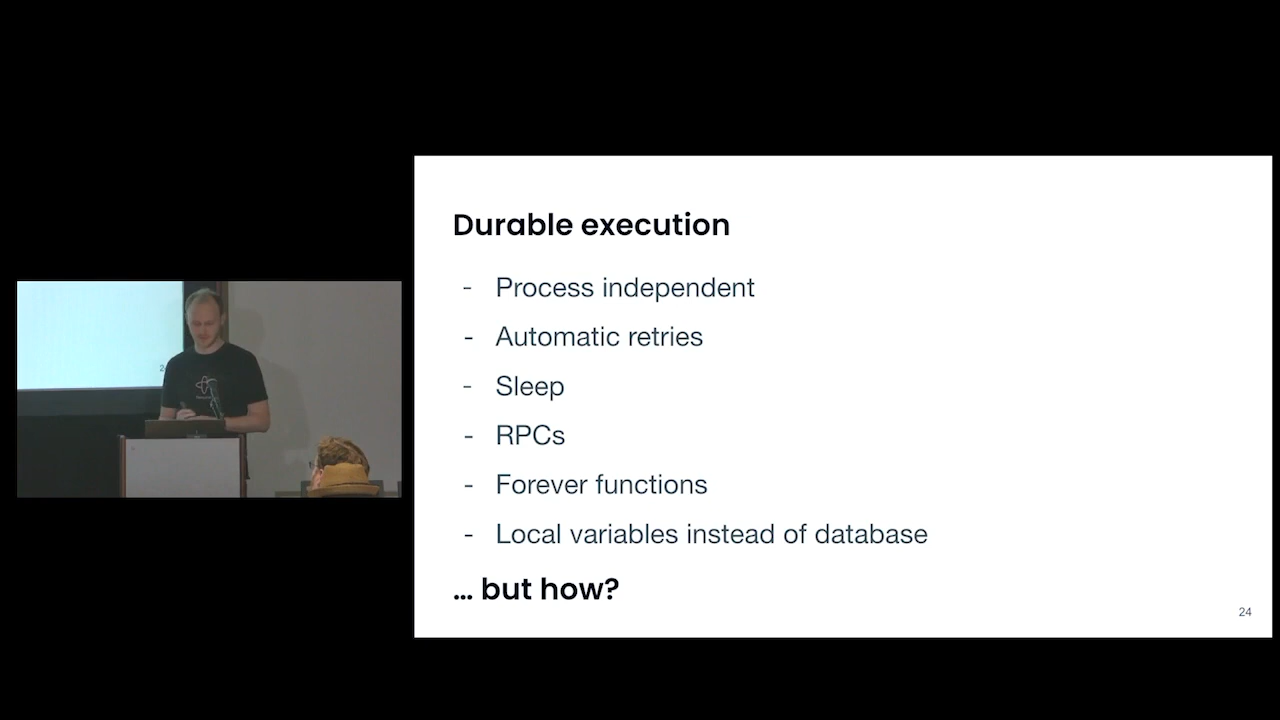 Durable execution
- Process independent
- Automatic retries
- Sleep
- RPCs
- Forever functions
- Local variables instead of database
... but how?
24